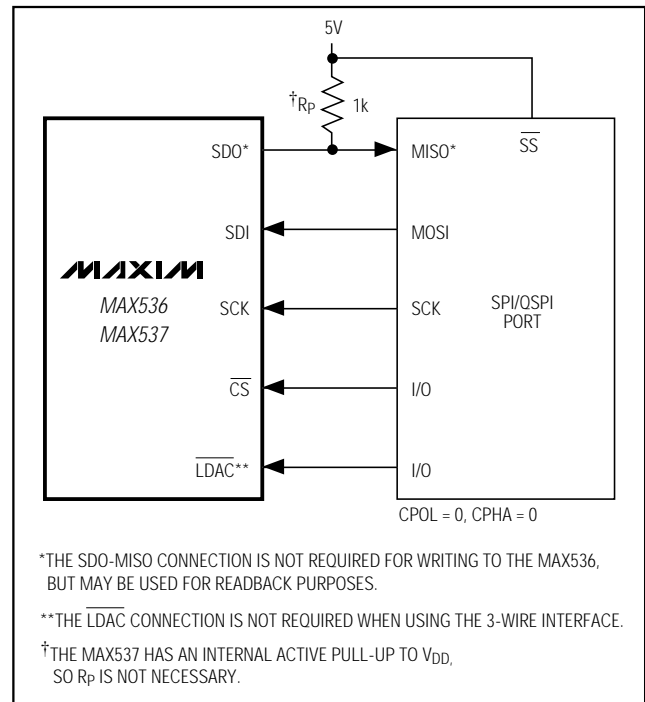 5V
†RP 1k
SDO* MISO* SS
SDI MOSI
MAXIM
MAX536 SCK SCK SPI/QSPI
MAX537 PORT
CS I/O
LDAC** I/O
CPOL = 0, CPHA = 0
*THE SDO-MISO CONNECTION IS NOT REQUIRED FOR WRITING TO THE MAX536,
BUT MAY BE USED FOR READBACK PURPOSES.
**THE LDAC CONNECTION IS NOT REQUIRED WHEN USING THE 3-WIRE INTERFACE.
†THE MAX537 HAS AN INTERNAL ACTIVE PULL-UP TO VDD,
SO RP IS NOT NECESSARY.